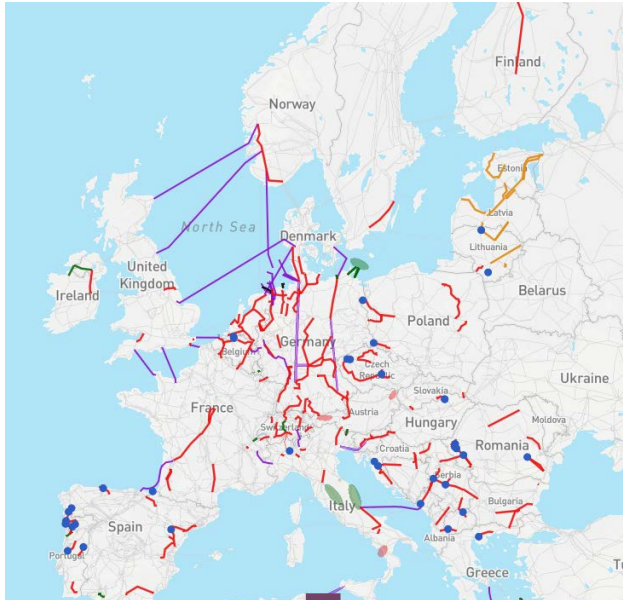 Finland
Norway
Estonia
North Sea
Latvia
Denmark
Lithuania
United
Kingdom
Ireland
Belarus
Poland
Germany
Belgium
Czech
Republic
Ukraine
Slovakia
France
Austria
Switzerland
Hungary
Moldova
Croatia
Romania
Serbia
Italy
Bulgaria
Spain
Portugal
Albania
Greece